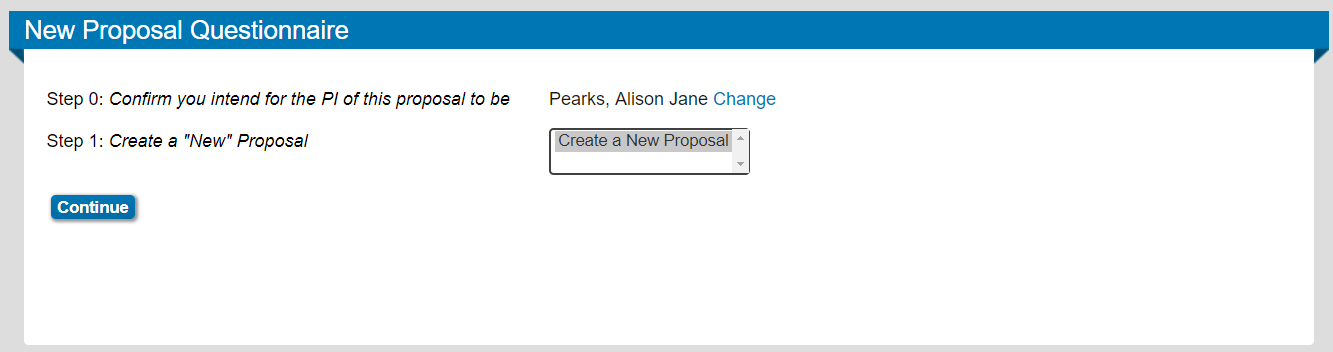 New Proposal Questionnaire
Step 0: Confirm you intend for the PI of this proposal to be Pearks, Alison Jane Change
Step 1: Create a "New" Proposal Create a New Proposal
Continue